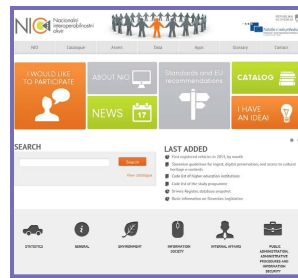 NIO Nacionalni
interoperabilnostni
okvir
NIO Catalogue Assets Data Apps Glossary Contact
I WOULD LIKE
TO PARTICIPATE
ABOUT NIO
Standards and EU
recommendations
CATALOG
NEWS 17
I HAVE
AN IDEA!
SEARCH
Search
View catalogue
LAST ADDED
First registered vehicles in 2015, by month
Slovenian guidelines for ingest, digital preservation, and access to cultural
heritage e-contents
Code list of higher education institutions
Code list of the study programme
Drivers Register, database snapshot
Basic information on Slovenian Legislation
STATISTICS
GENERAL
ENVIRONMENT
INFORMATION
SOCIETY
INTERNAL AFFAIRS
PUBLIC
ADMINISTRATION,
ADMINISTRATIVE
PROCEDURES AND
INFORMATION
SECURITY